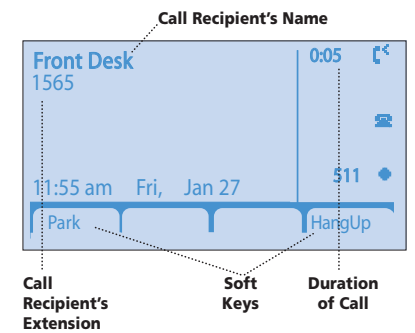 Call Recipient's Name
Front Desk
1565
0:05
511
11:55 am Fri, Jan 27
Park
HangUp
Call
Recipient's
Extension
Soft
Keys
Duration
of Call